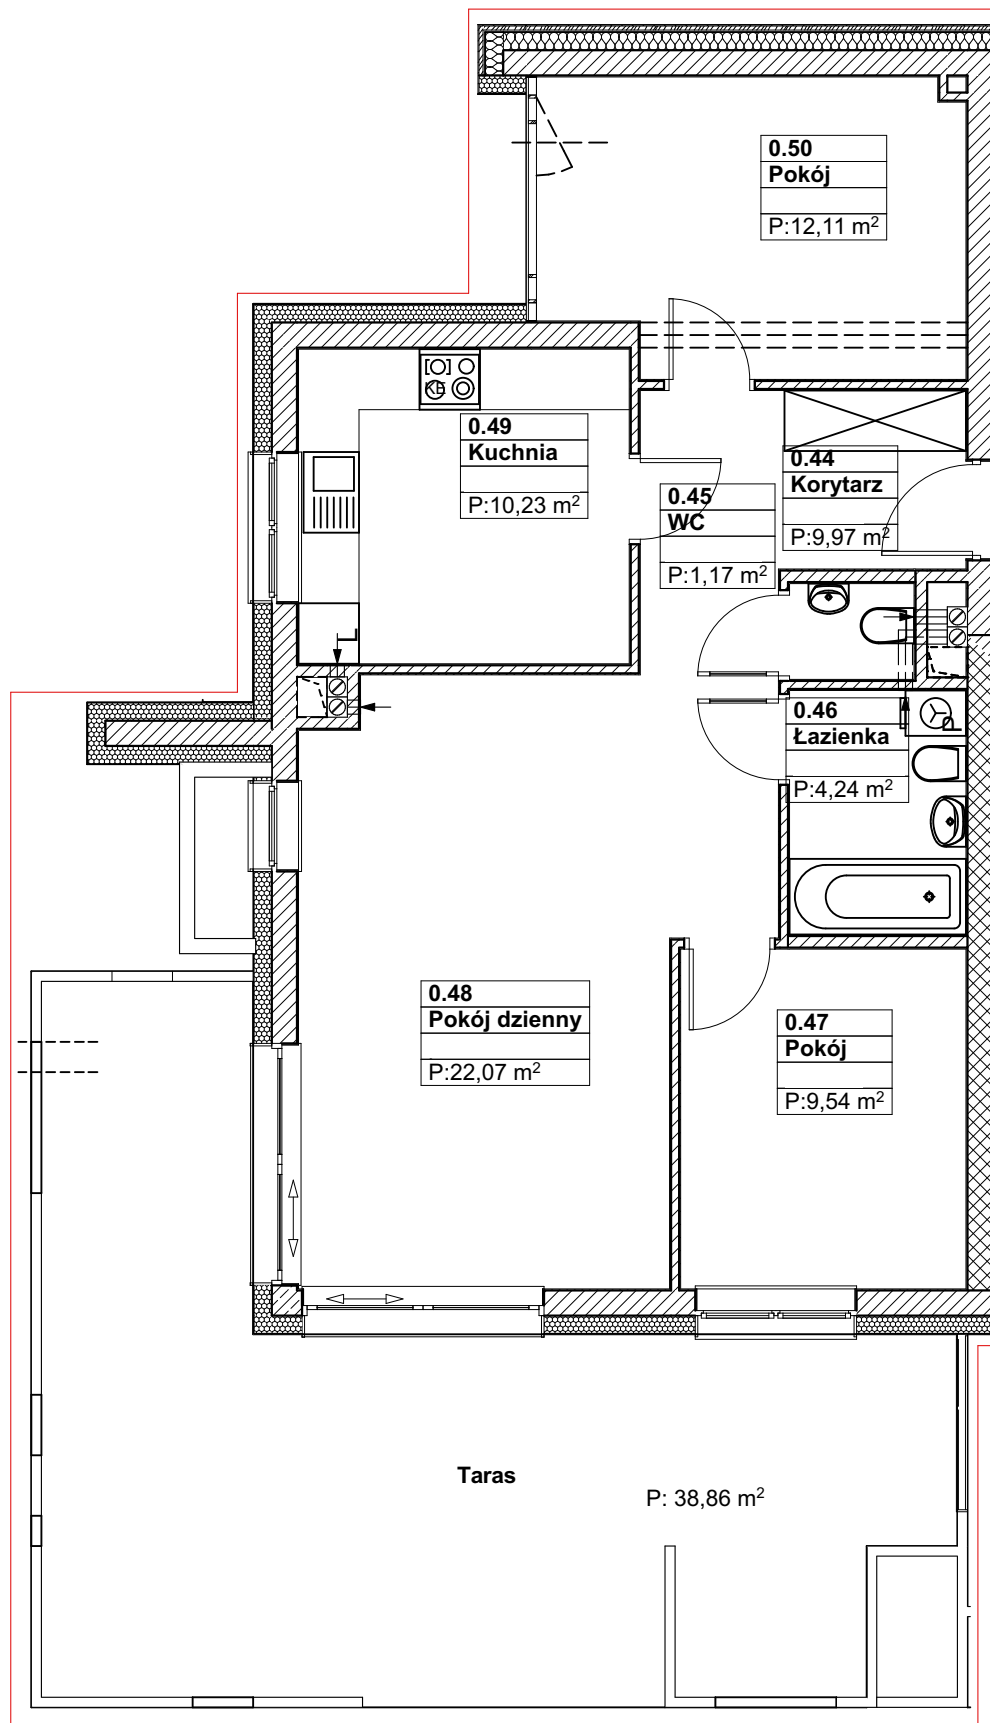 0.50
Pokój
P:12,11 m²
KE
0.49
Kuchnia
P:10,23 m²
0.44
Korytarz
P:9,97 m²
0.45
WC
P:1,17 m²
L
0.46
Łazienka
P:4,24 m²
P
0.48
Pokój dzienny
P:22,07 m²
0.47
Pokój
P:9,54 m²
Taras
P: 38,86 m²